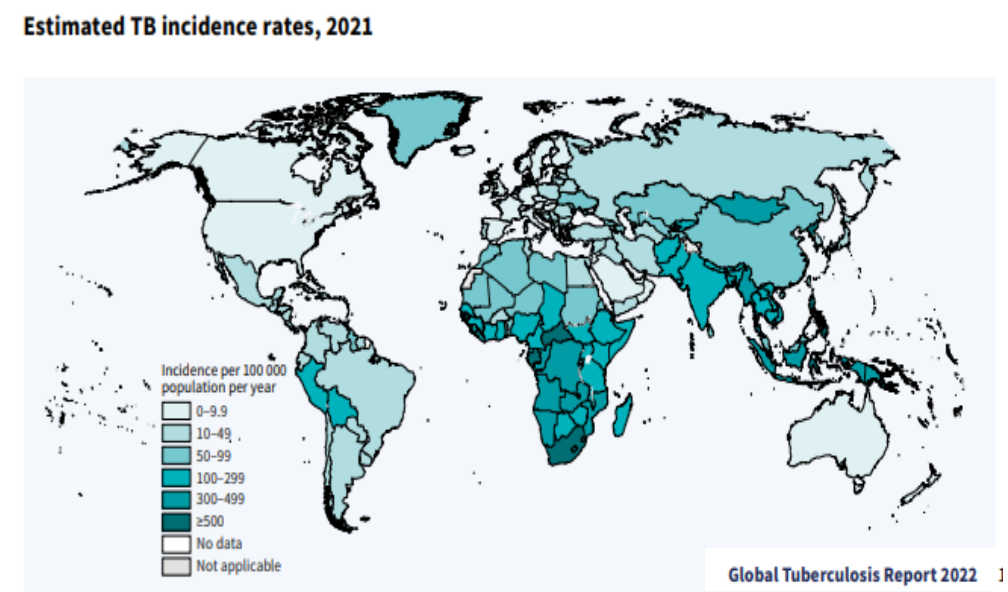 Estimated TB incidence rates, 2021
Incidence per 100 000
population per year
0–9.9
10–49
50–99
100–299
300–499
≥500
No data
Not applicable
Global Tuberculosis Report 2022 1